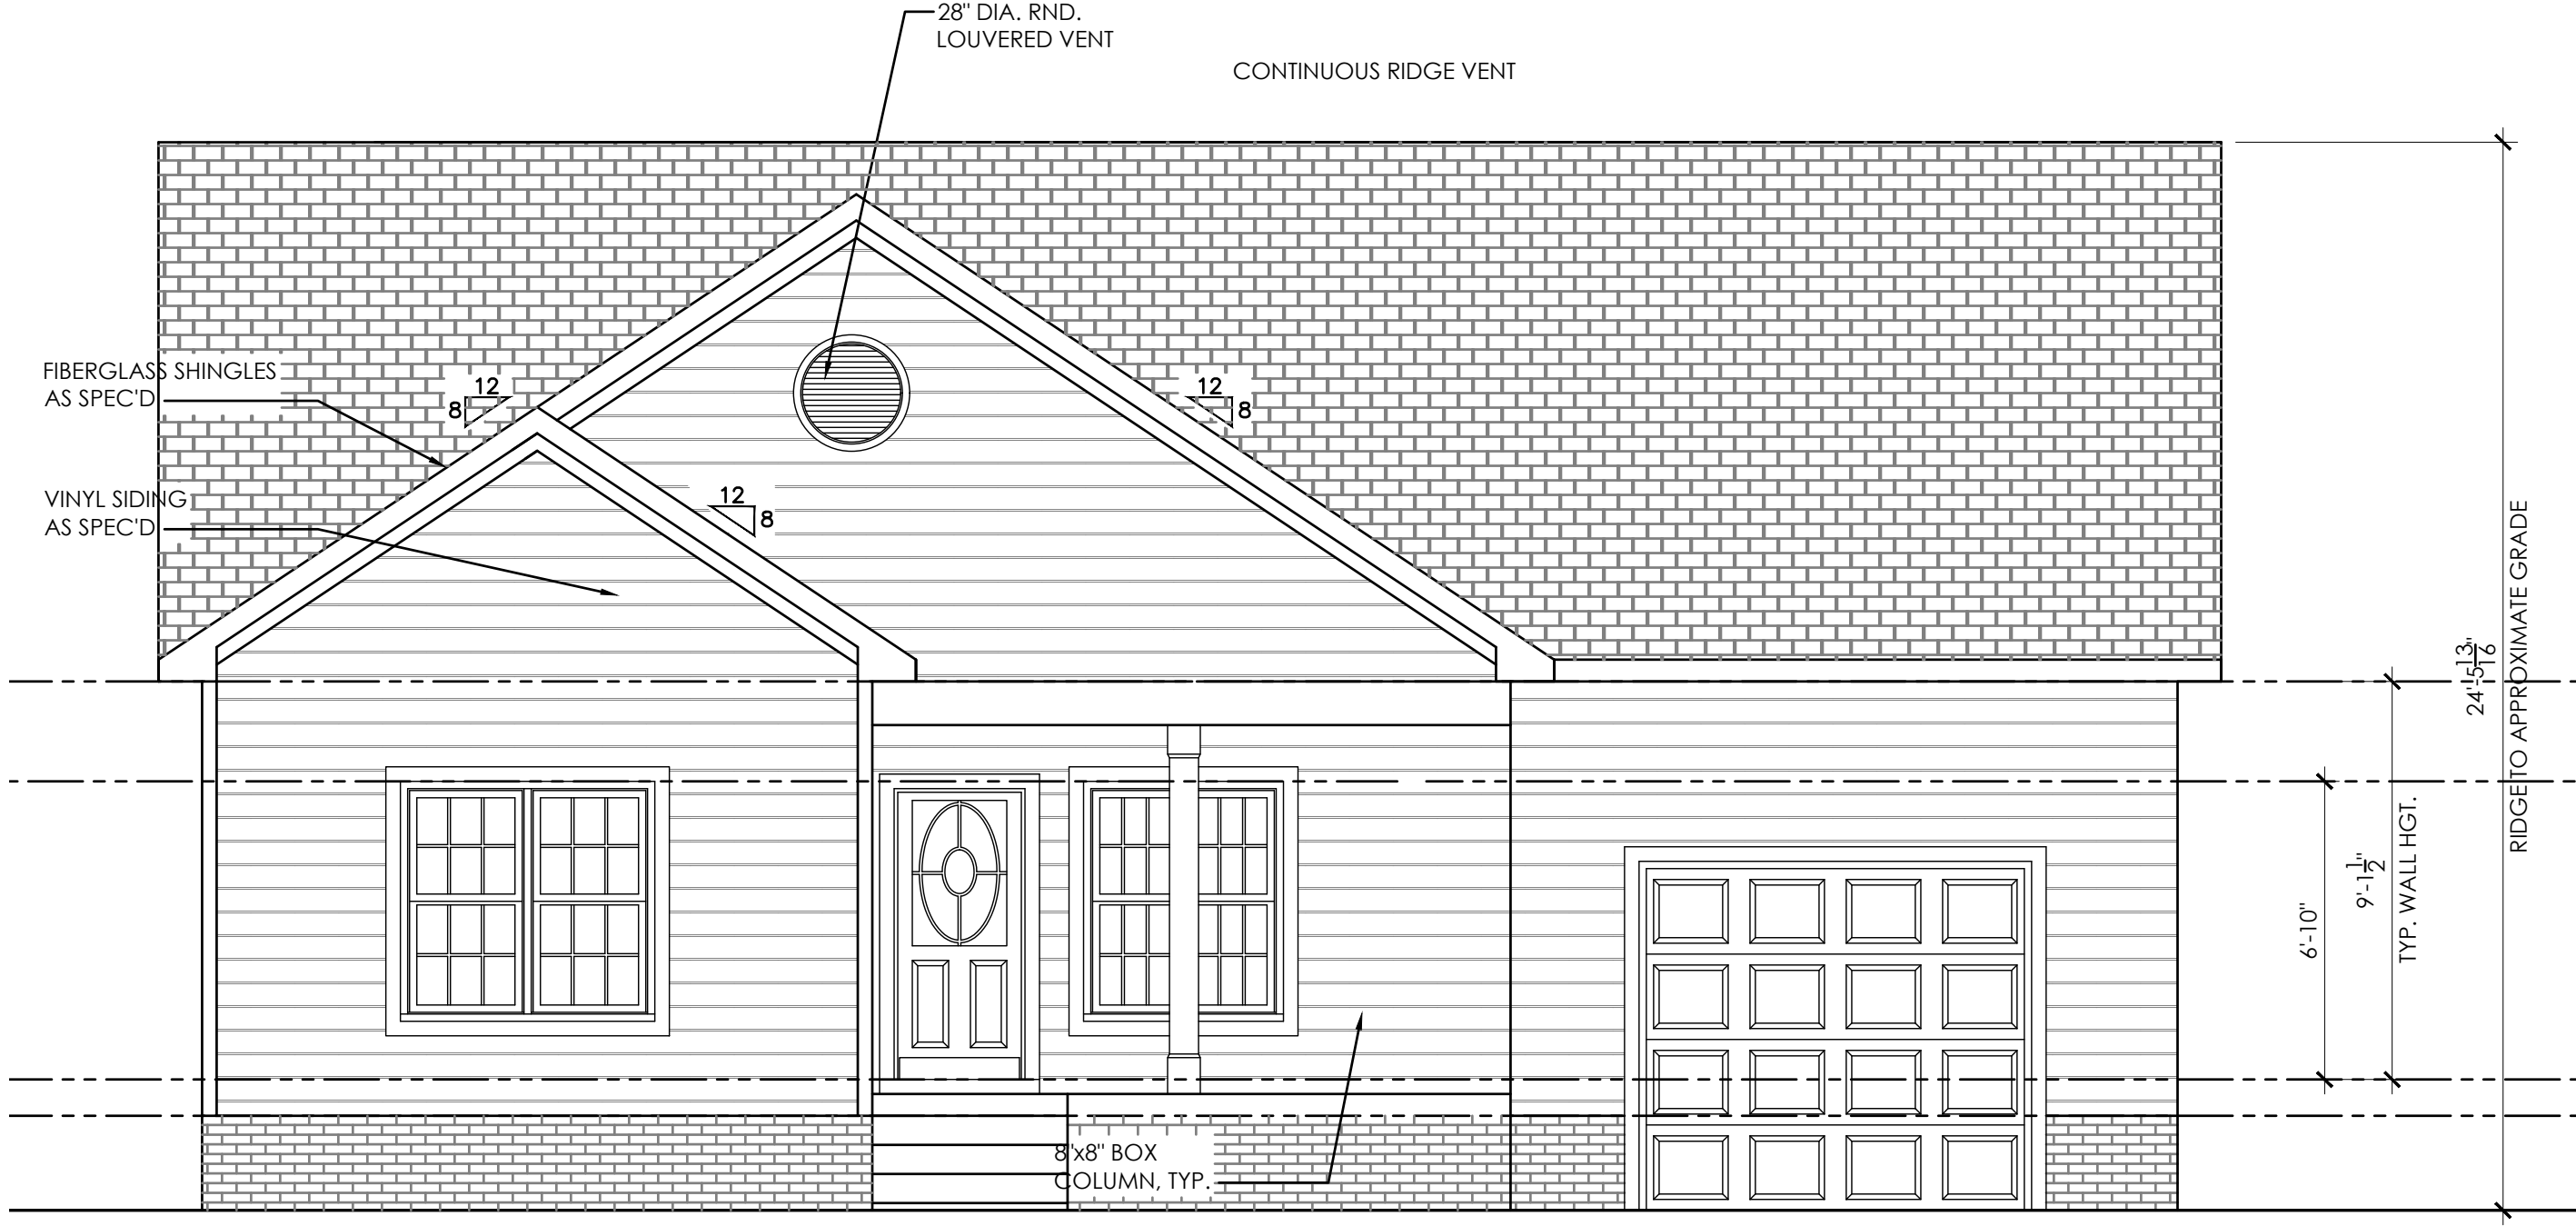 28" DIA. RND.
LOUVERED VENT
CONTINUOUS RIDGE VENT
FIBERGLASS SHINGLES
AS SPEC'D
12
8
12
8
VINYL SIDING
AS SPEC'D
12
8
24'-5 13/16"
RIDGE TO APPROXIMATE GRADE
9'-1 1/2"
TYP. WALL HGT.
6'-10"
8"x8" BOX
COLUMN, TYP.